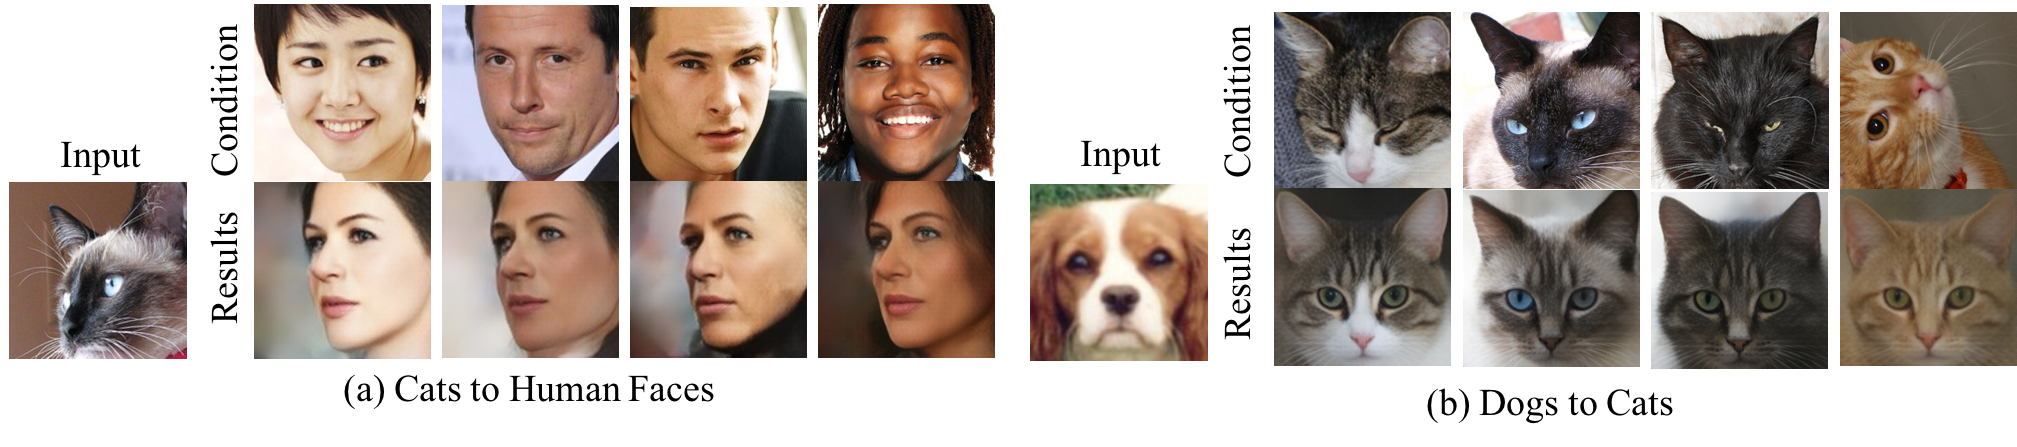 Input
Condition
Results
(a) Cats to Human Faces
Input
Condition
Results
(b) Dogs to Cats